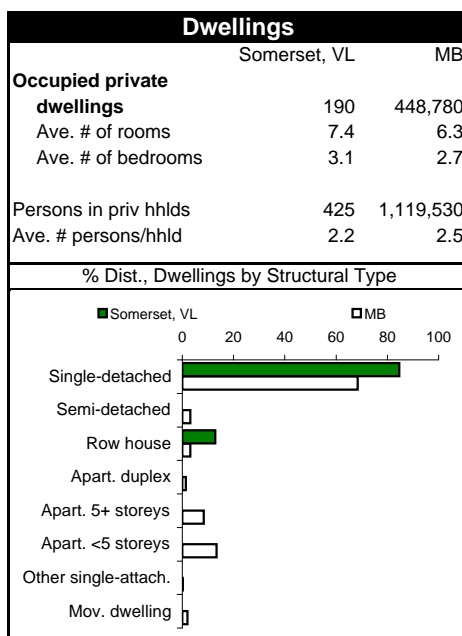 Dwellings
Somerset, VL MB
Occupied private
dwellings 190 448,780
Ave. # of rooms 7.4 6.3
Ave. # of bedrooms 3.1 2.7
Persons in priv hhlds 425 1,119,530
Ave. # persons/hhld 2.2 2.5
% Dist., Dwellings by Structural Type
Somerset, VL MB
0 20 40 60 80 100
Single-detached
Semi-detached
Row house
Apart. duplex
Apart. 5+ storeys
Apart. <5 storeys
Other single-attach.
Mov. dwelling